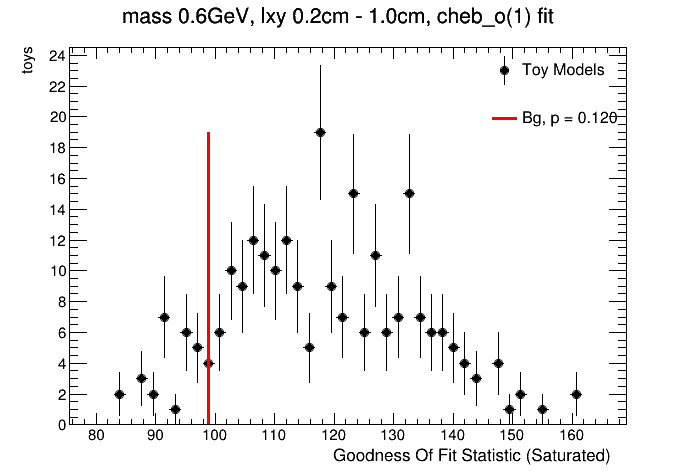 mass 0.6GeV, lxy 0.2cm - 1.0cm, cheb_o(1) fit
toys
24
22
20
18
16
14
12
10
8
6
4
2
0
Toy Models
Bg, p = 0.120
80 90 100 110 120 130 140 150 160
Goodness Of Fit Statistic (Saturated)